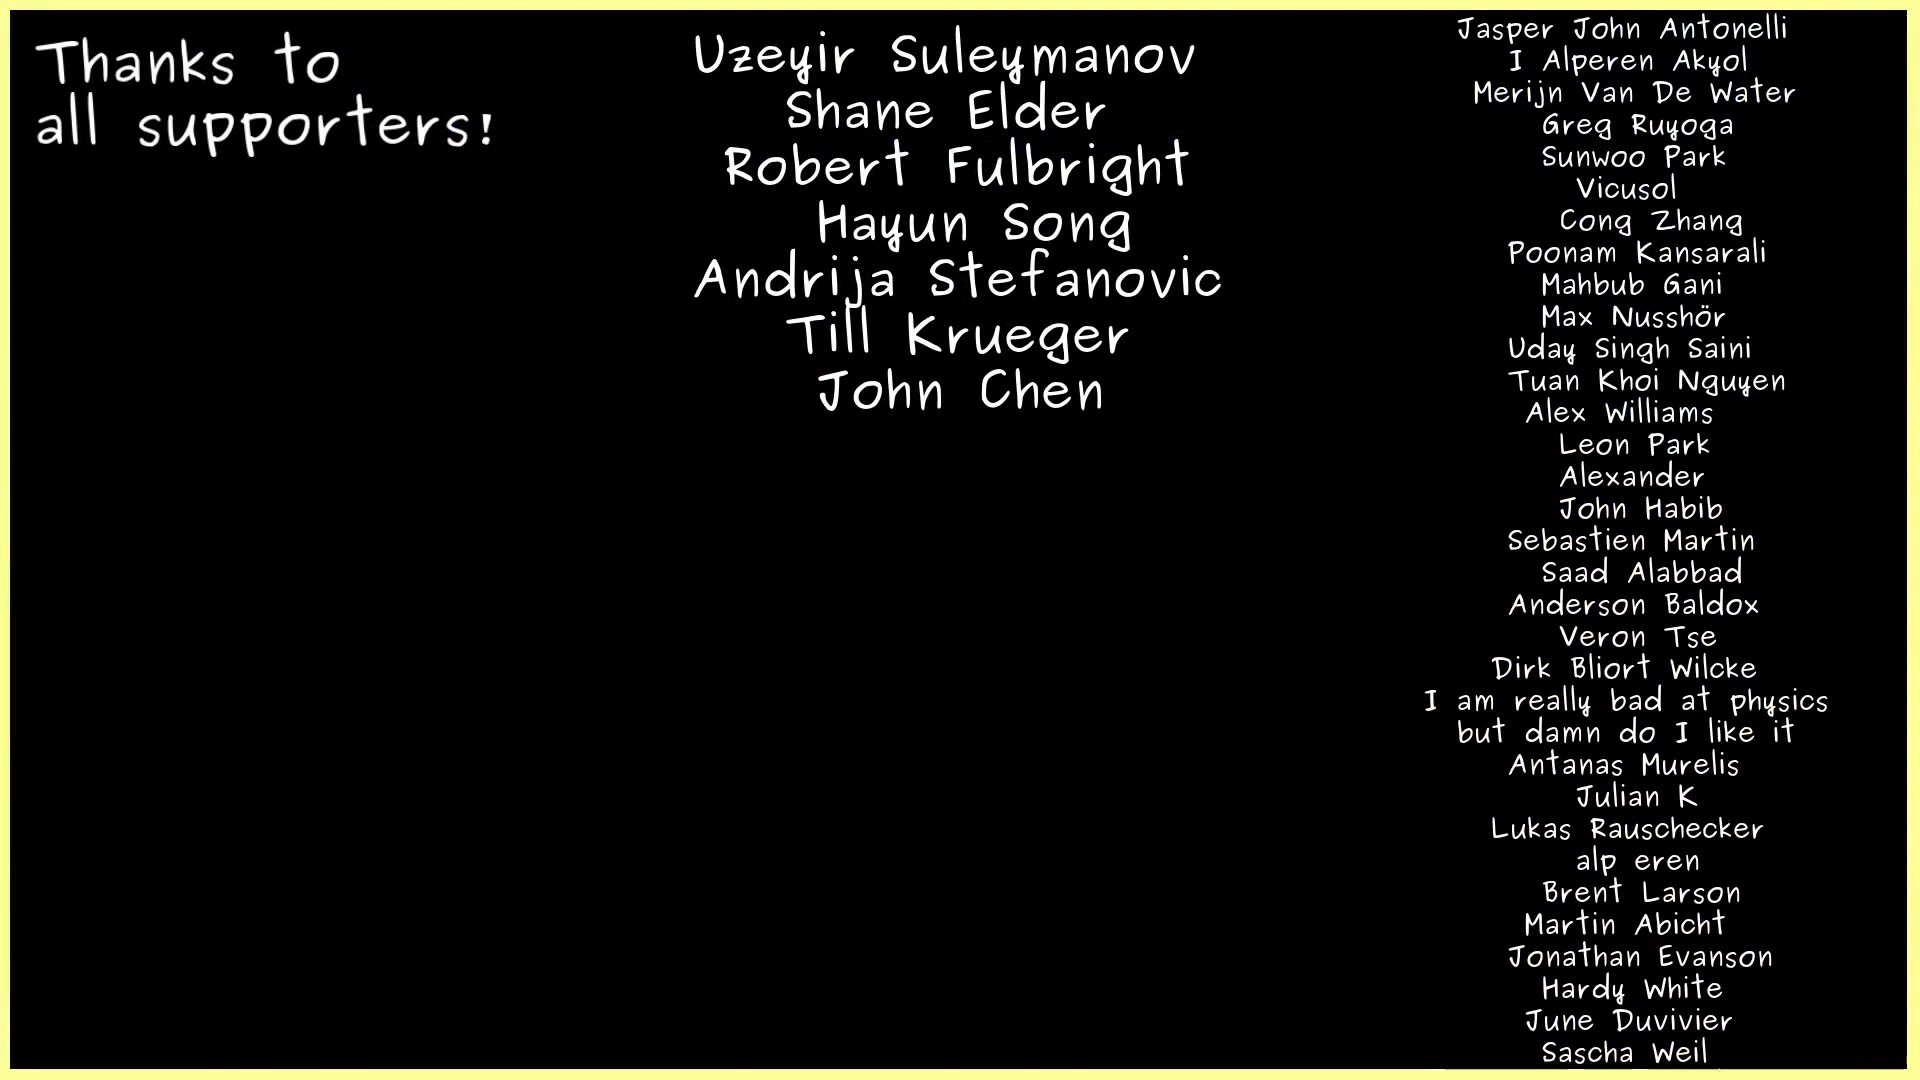 Thanks to
all supporters!
Uzeyir Suleymanov
Shane Elder
Robert Fulbright
Hayun Song
Andrija Stefanovic
Till Krueger
John Chen
Jasper John Antonelli
I Alperen Akyol
Merijn Van De Water
Greg Ruyoga
Sunwoo Park
Vicusol
Cong Zhang
Poonam Kansarali
Mahbub Gani
Max Nusshör
Uday Singh Saini
Tuan Khoi Nguyen
Alex Williams
Leon Park
Alexander
John Habib
Sebastien Martin
Saad Alabbad
Anderson Baldox
Veron Tse
Dirk Bliort Wilcke
I am really bad at physics
but damn do I like it
Antanas Murelis
Julian K
Lukas Rauschecker
alp eren
Brent Larson
Martin Abicht
Jonathan Evanson
Hardy White
June Duvivier
Sascha Weil